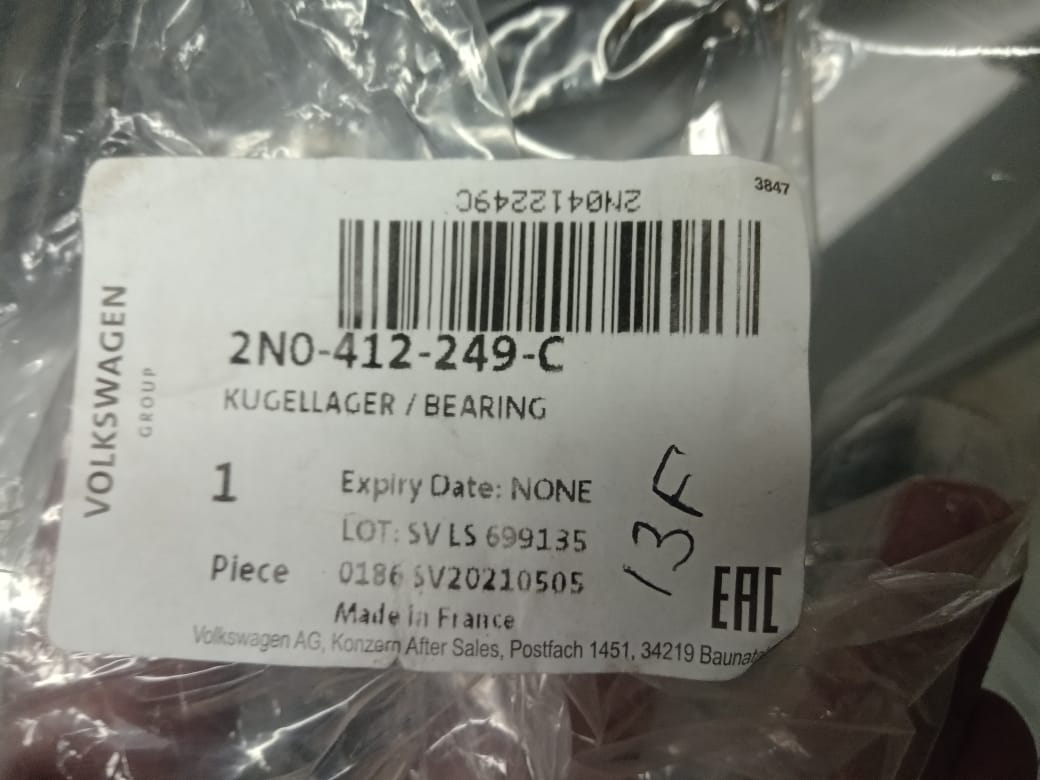 3847
2N0412249C
2N0-412-249-C
KUGELLAGER / BEARING
VOLKSWAGEN
GROUP
1
Piece
Expiry Date: NONE
LOT: SV LS 699135
0186 SV20210505
Made in France
13F
EAC
Volkswagen AG, Konzern After Sales, Postfach 1451, 34219